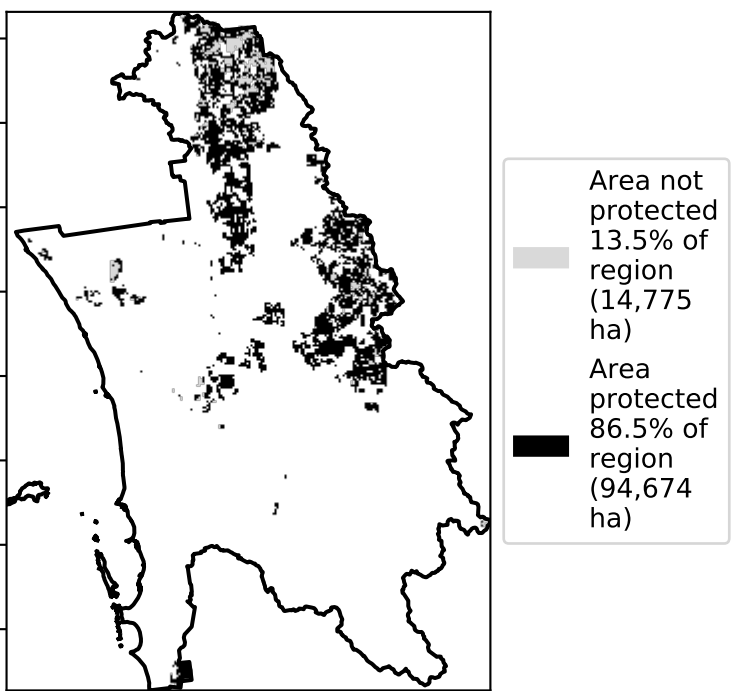 Area not
protected
13.5% of
region
(14,775
ha)
Area
protected
86.5% of
region
(94,674
ha)